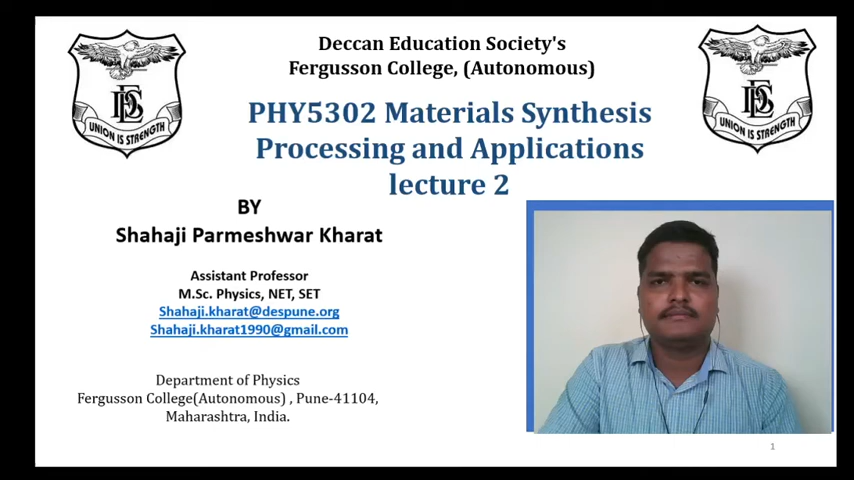 Deccan Education Society's
Fergusson College, (Autonomous)
PHY5302 Materials Synthesis
Processing and Applications
lecture 2
DES
UNION IS STRENGTH
DES
UNION IS STRENGTH
BY
Shahaji Parmeshwar Kharat
Assistant Professor
M.Sc. Physics, NET, SET
Shahaji.kharat@despune.org
Shahaji.kharat1990@gmail.com
Department of Physics
Fergusson College(Autonomous) , Pune-41104,
Maharashtra, India.
1